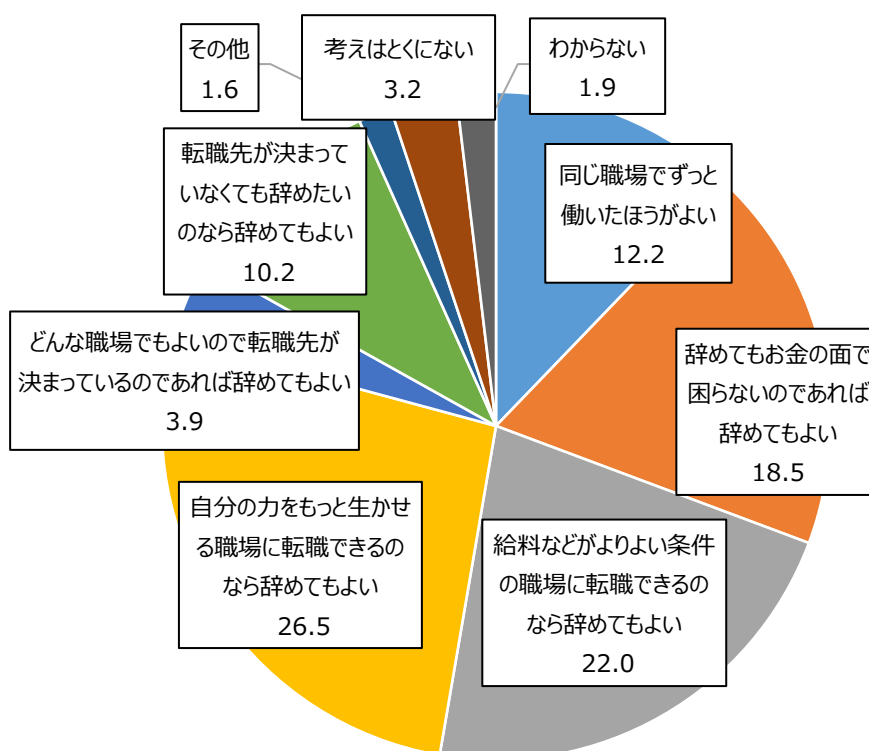 その他
1.6
考えはとくにない
3.2
わからない
1.9
転職先が決まって
いなくても辞めたい
のなら辞めてもよい
10.2
同じ職場でずっと
働いたほうがよい
12.2
どんな職場でもよいので転職先が
決まっているのであれば辞めてもよい
3.9
辞めてもお金の面で
困らないのであれば
辞めてもよい
18.5
自分の力をもっと生かせ
る職場に転職できるの
なら辞めてもよい
26.5
給料などがよりよい条件
の職場に転職できるの
なら辞めてもよい
22.0